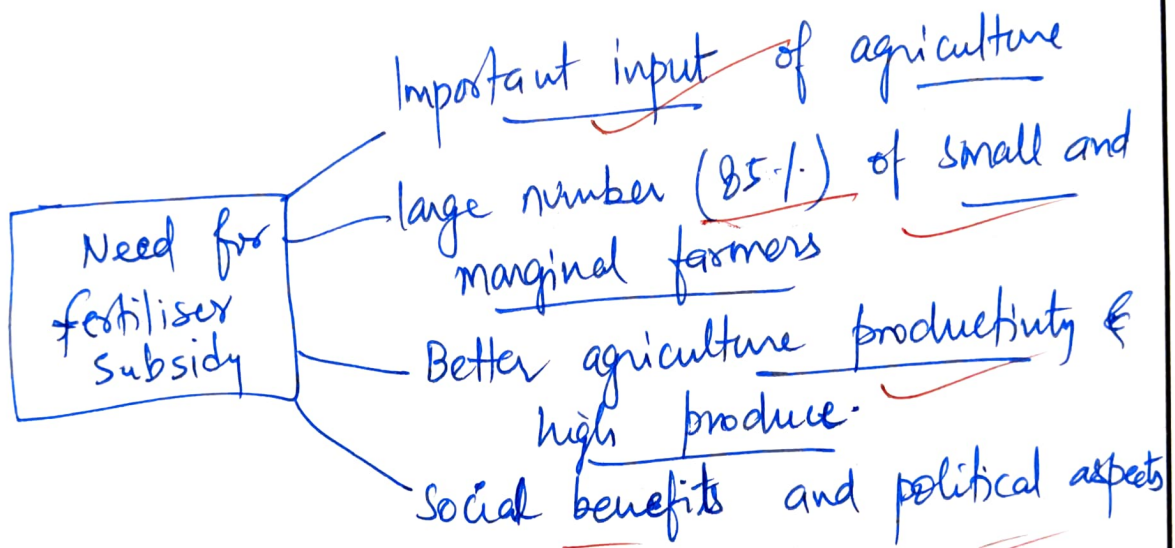 Important input of agriculture
large number (85%) of small and
marginal farmers
Need for
fertiliser
subsidy
Better agriculture productivity &
high produce.
Social benefits and political aspects